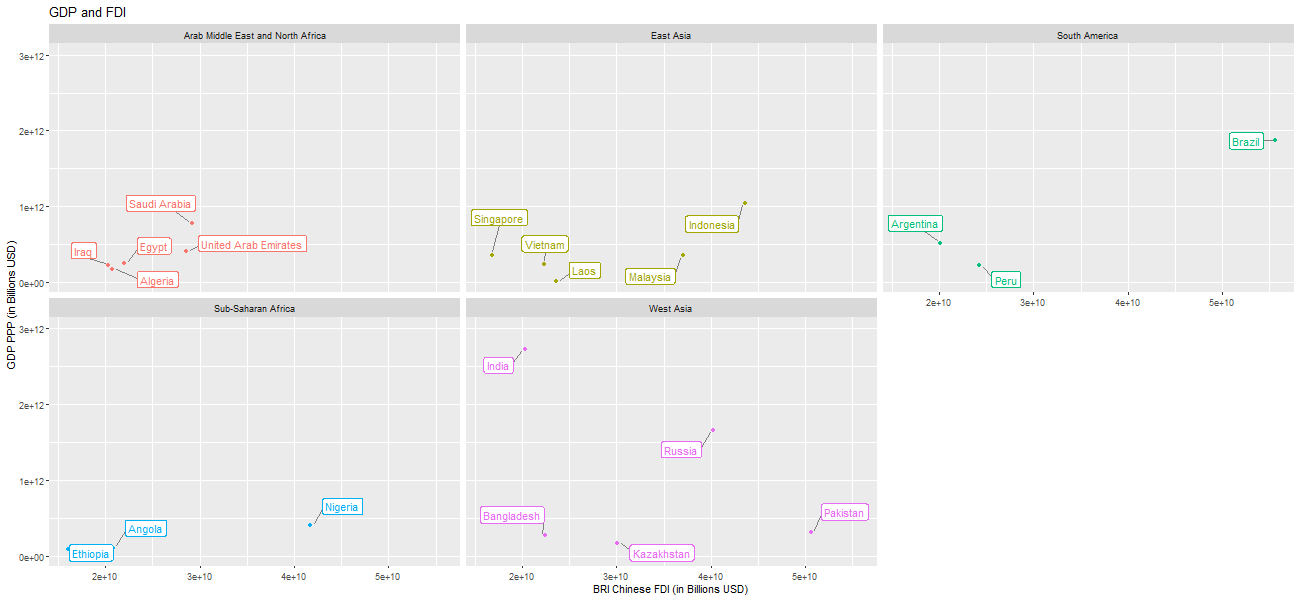 GDP and FDI
Arab Middle East and North Africa
East Asia
South America
3e+12
2e+12
1e+12
0e+00
Saudi Arabia
Iraq
Egypt
United Arab Emirates
Algeria
Singapore
Vietnam
Laos
Indonesia
Malaysia
Brazil
Argentina
Peru
2e+10
3e+10
4e+10
5e+10
GDP PPP (in Billions USD)
Sub-Saharan Africa
West Asia
3e+12
2e+12
1e+12
0e+00
Nigeria
Angola
Ethiopia
India
Russia
Bangladesh
Pakistan
Kazakhstan
2e+10
3e+10
4e+10
5e+10
2e+10
3e+10
4e+10
5e+10
BRI Chinese FDI (in Billions USD)